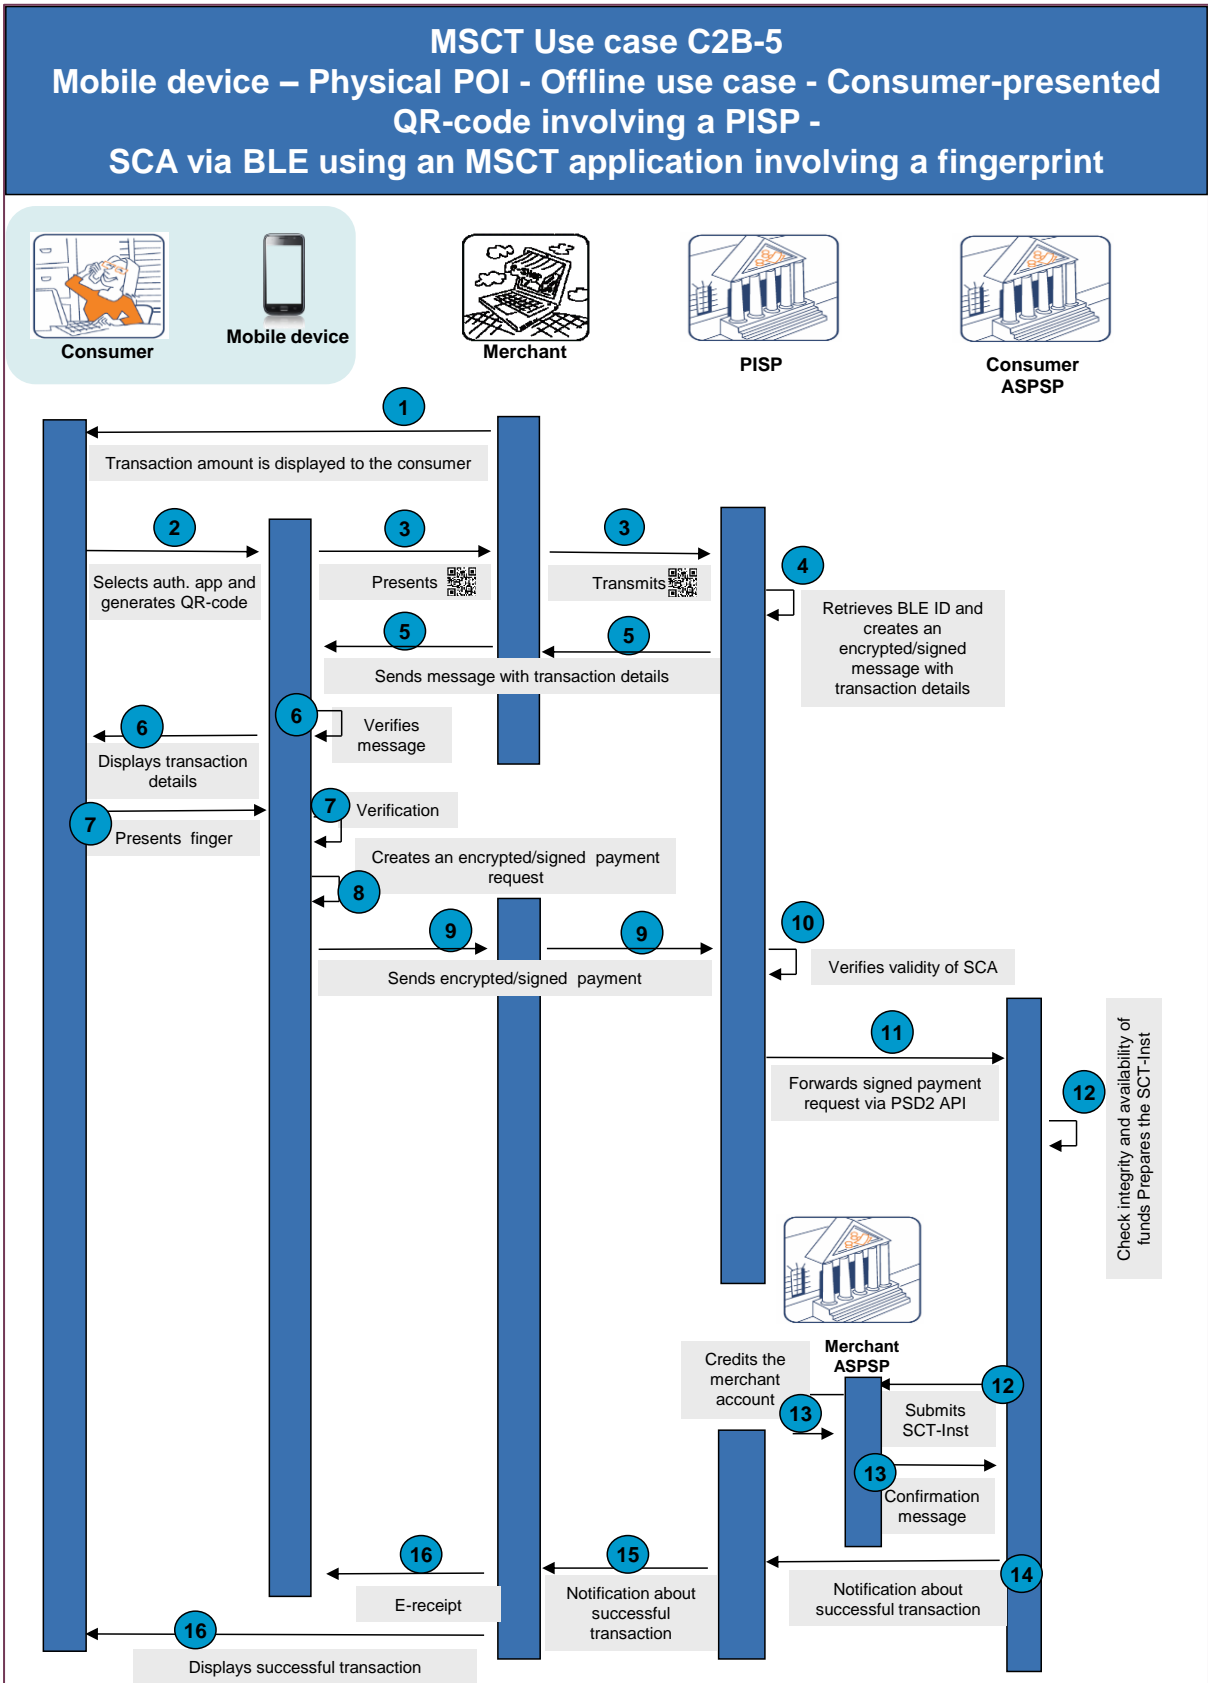 MSCT Use case C2B-5
Mobile device – Physical POI - Offline use case - Consumer-presented
QR-code involving a PISP -
SCA via BLE using an MSCT application involving a fingerprint
Consumer
Mobile device
Merchant
PISP
Consumer
ASPSP
1
Transaction amount is displayed to the consumer
2
3
3
4
Selects auth. app and
generates QR-code
Presents
Transmits
Retrieves BLE ID and
creates an
encrypted/signed
message with
transaction details
5
5
Sends message with transaction details
6
6
Verifies
message
Displays transaction
details
7
7
Verification
Presents finger
Creates an encrypted/signed payment
request
8
9
9
10
Sends encrypted/signed payment
Verifies validity of SCA
11
Forwards signed payment
request via PSD2 API
12
Check integrity and availability of
funds Prepares the SCT-Inst
Merchant
ASPSP
Credits the
merchant
account
12
13
Submits
SCT-Inst
13
Confirmation
message
16
15
14
E-receipt
Notification about
successful
transaction
Notification about
successful transaction
16
Displays successful transaction